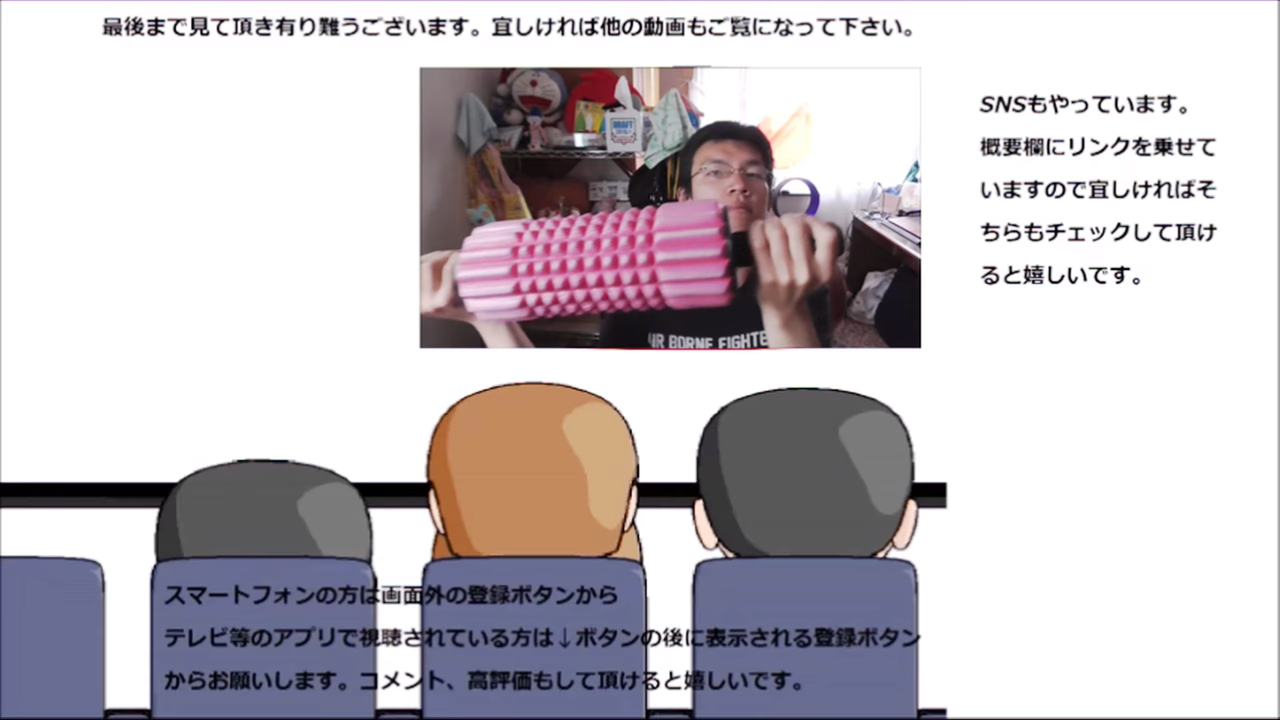 最後まで見て頂き有り難うございます。宜しければ他の動画もご覧になって下さい。
SNSもやっています。
概要欄にリンクを乗せて
いますので宜しければそ
ちらもチェックして頂け
ると嬉しいです。
DRAFT
BORNE FIGHTE
スマートフォンの方は画面外の登録ボタンから
テレビ等のアプリで視聴されている方は↓ボタンの後に表示される登録ボタン
からお願いします。コメント、高評価もして頂けると嬉しいです。